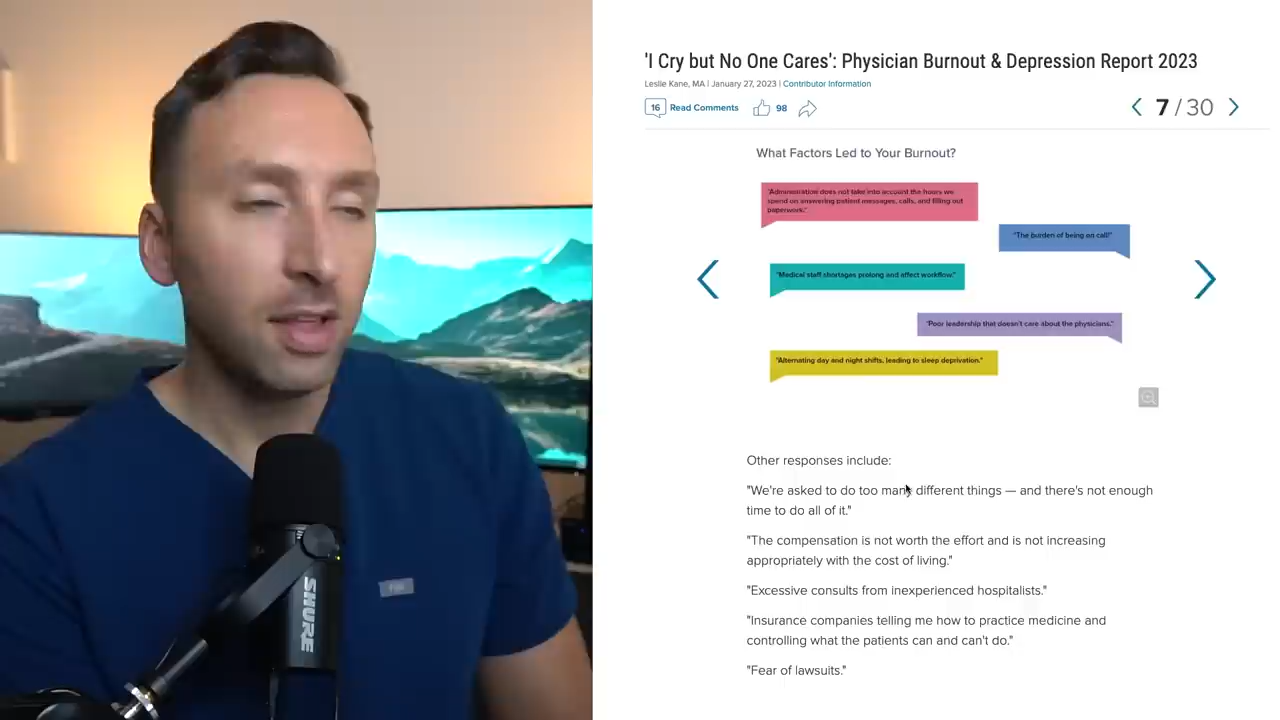 'I Cry but No One Cares': Physician Burnout & Depression Report 2023
Leslie Kane, MA | January 27, 2023 | Contributor Information
16 Read Comments 98
7 / 30
What Factors Led to Your Burnout?
"Administration does not take into account the hours we
spend on answering patient messages, calls, and filling out
paperwork."
"The burden of being on call!"
"Medical staff shortages prolong and affect workflow."
"Poor leadership that doesn't care about the physicians."
"Alternating day and night shifts, leading to sleep deprivation."
Other responses include:
"We're asked to do too many different things — and there's not enough
time to do all of it."
"The compensation is not worth the effort and is not increasing
appropriately with the cost of living."
"Excessive consults from inexperienced hospitalists."
"Insurance companies telling me how to practice medicine and
controlling what the patients can and can't do."
"Fear of lawsuits."
SHURE